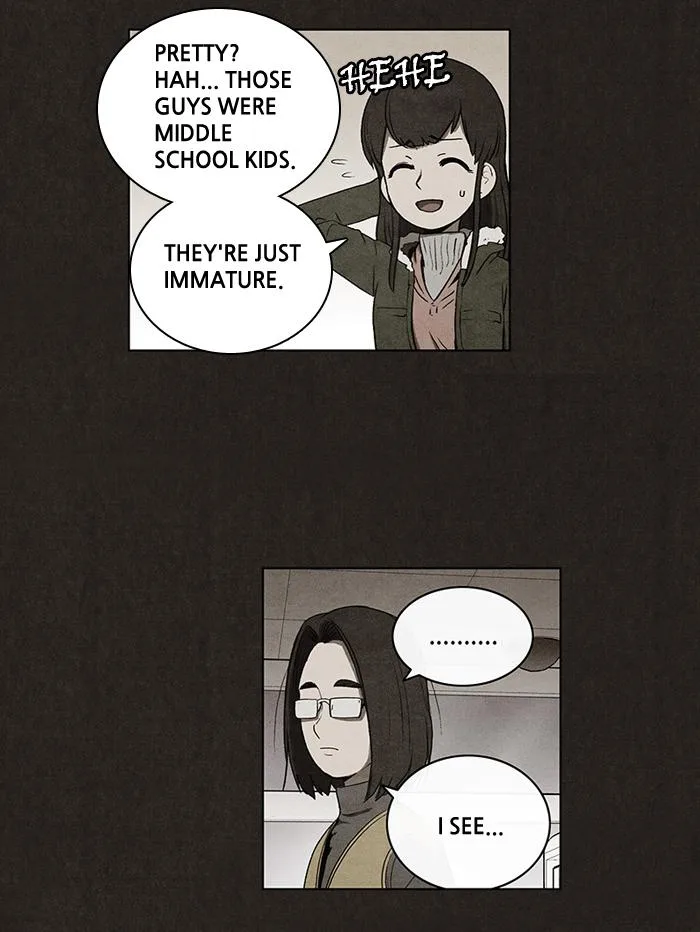 PRETTY?
HAH... THOSE
GUYS WERE
MIDDLE
SCHOOL KIDS.
HEHE
THEY'RE JUST
IMMATURE.
..........
I SEE...